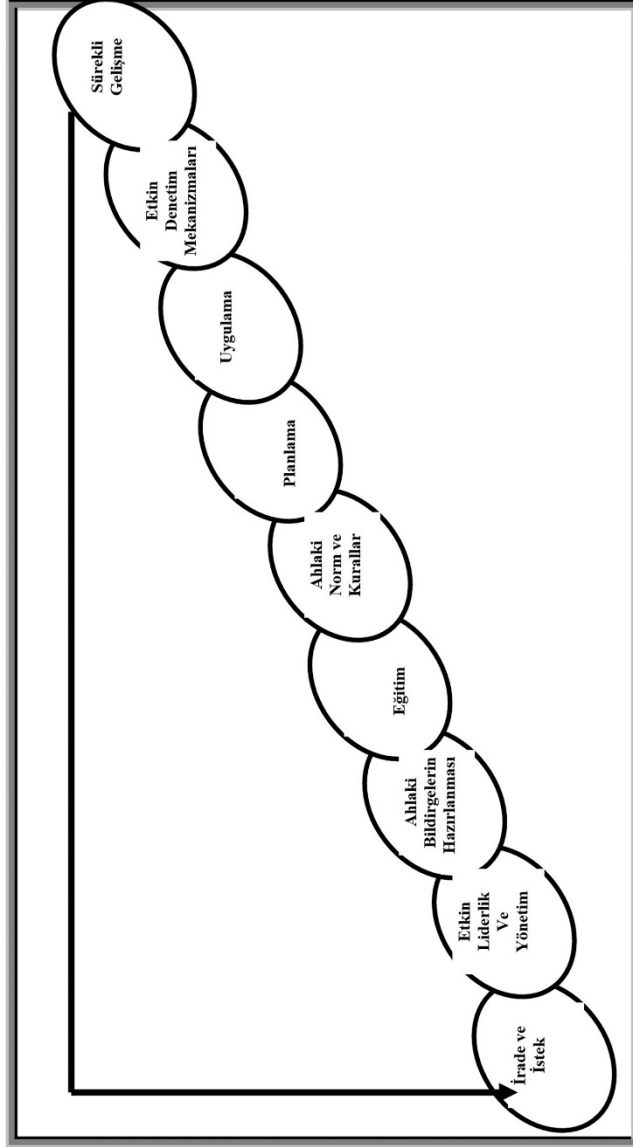 İrade ve
İstek
Etkin
Liderlik
Ve
Yönetim
Ahlaki
Bildirgelerin
Hazırlanması
Eğitim
Ahlaki
Norm ve
Kurallar
Planlama
Uygulama
Etkin
Denetim
Mekanizmaları
Sürekli
Gelişme